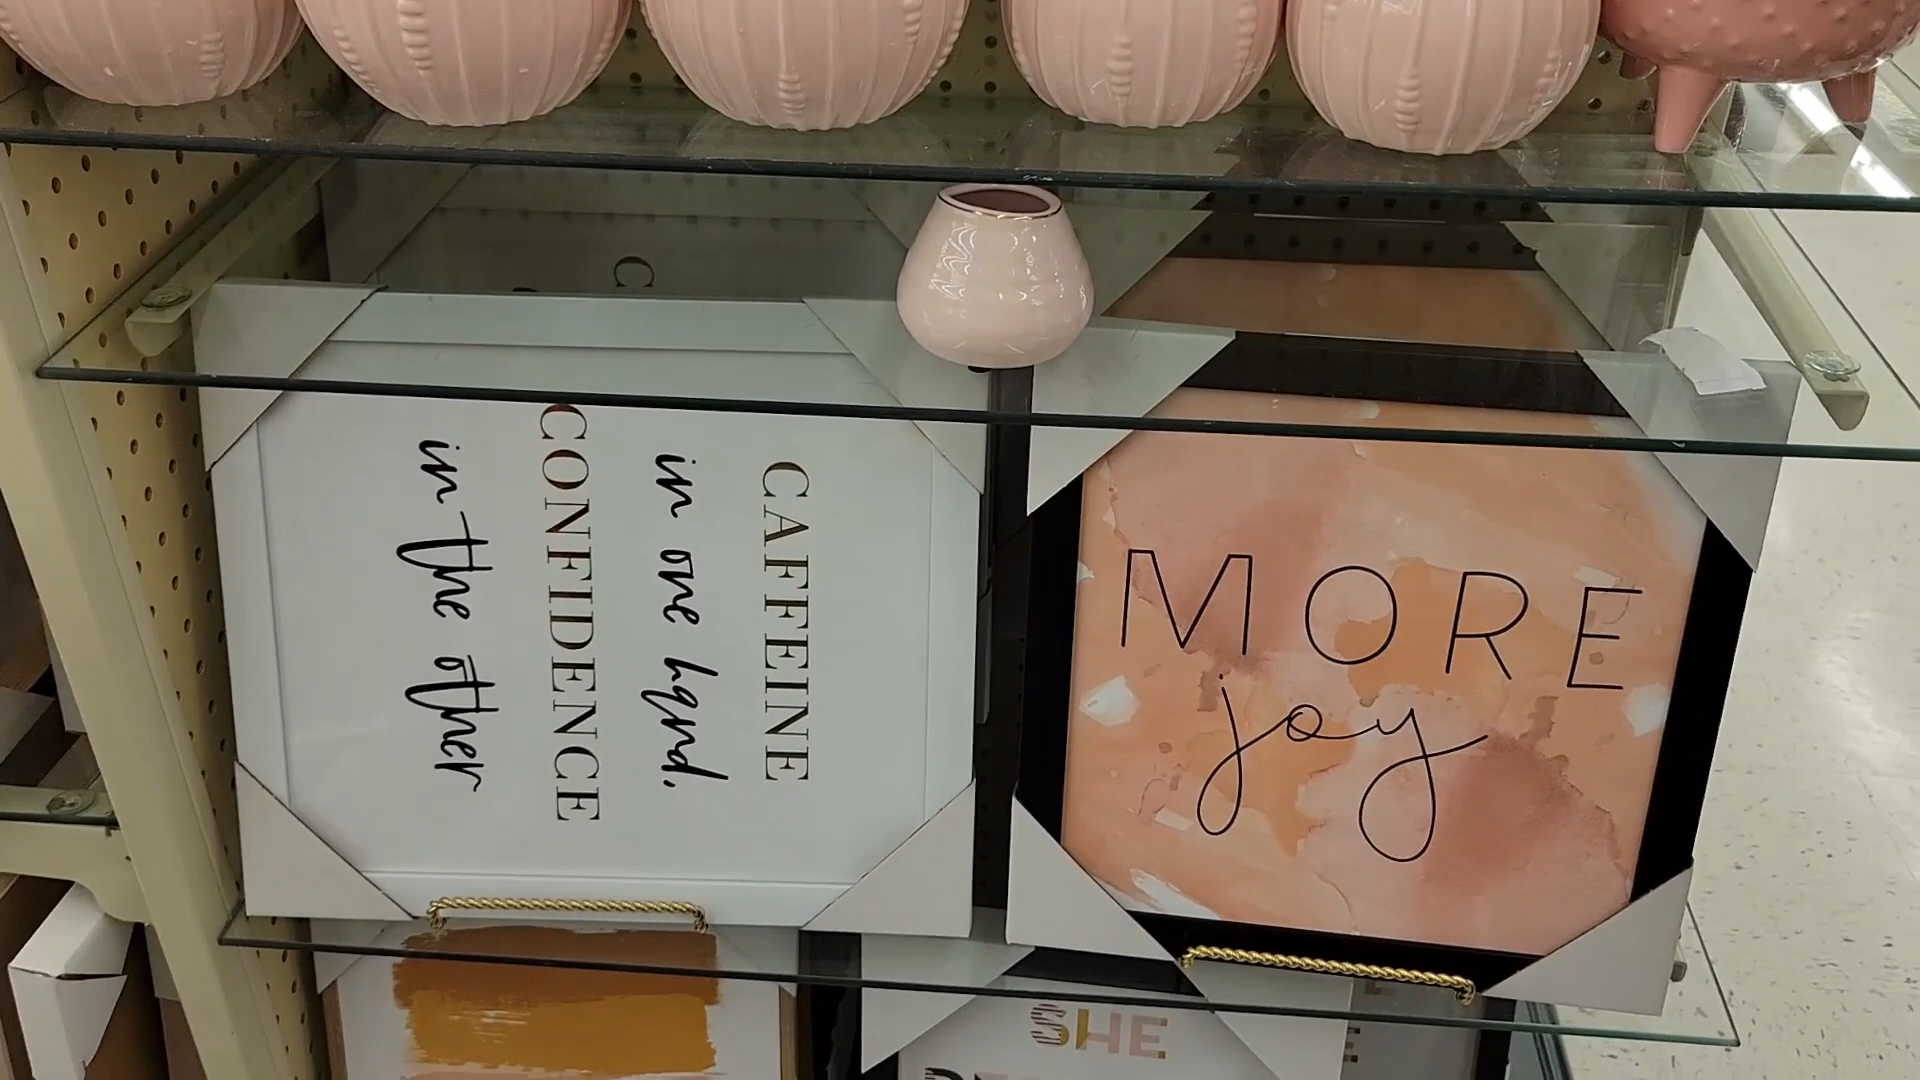 CAFFEINE
in one hand,
CONFIDENCE
in the other
MORE
joy
SHE